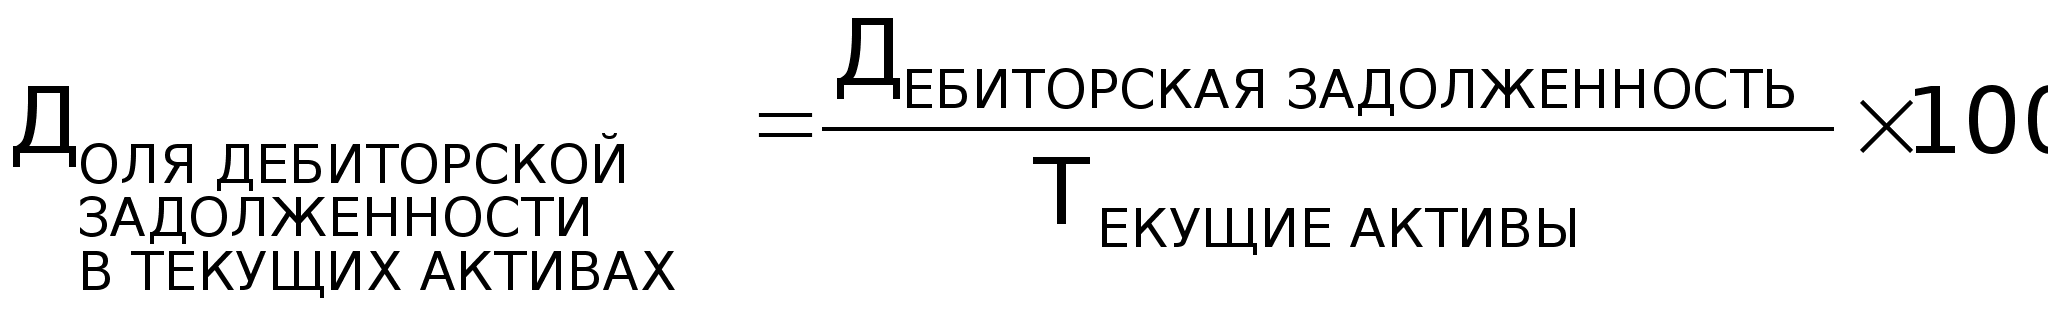 ДОЛЯ ДЕБИТОРСКОЙ
ЗАДОЛЖЕННОСТИ
В ТЕКУЩИХ АКТИВАХ
=
ДЕБИТОРСКАЯ ЗАДОЛЖЕННОСТЬ
ТЕКУЩИЕ АКТИВЫ
×100